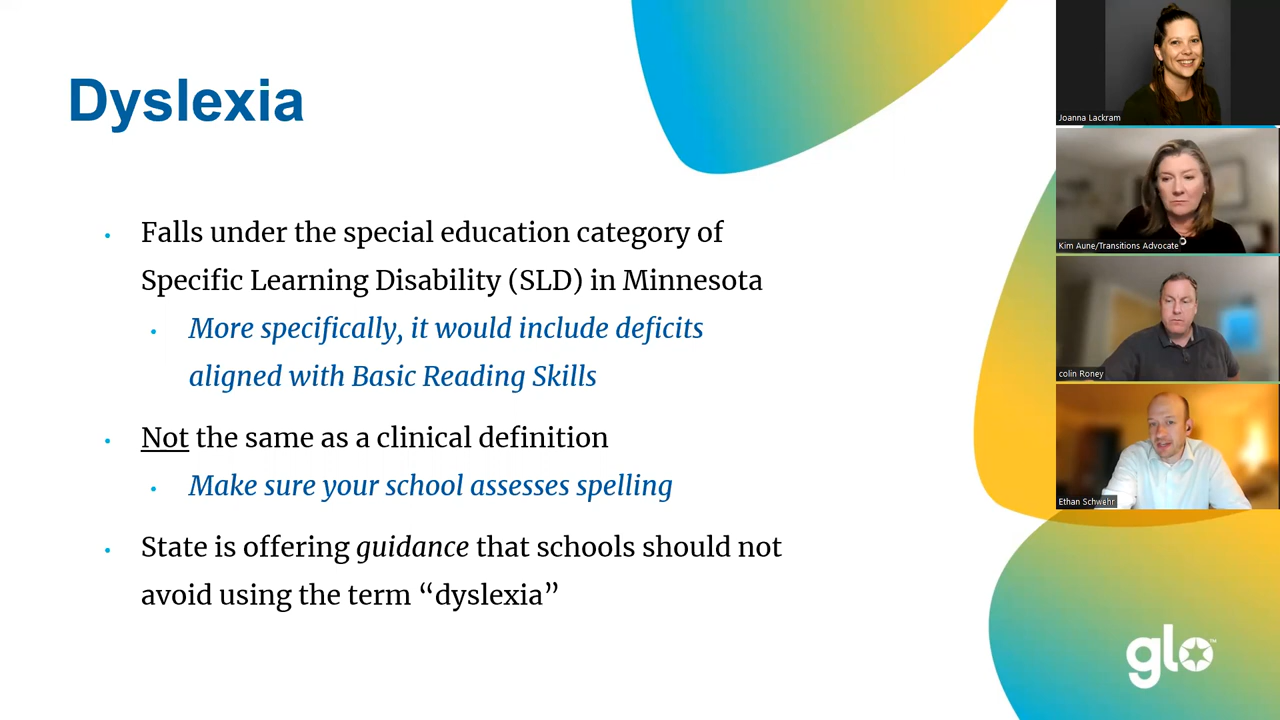 Dyslexia
Falls under the special education category of
Specific Learning Disability (SLD) in Minnesota
More specifically, it would include deficits
aligned with Basic Reading Skills
Not the same as a clinical definition
Make sure your school assesses spelling
State is offering guidance that schools should not
avoid using the term “dyslexia”
Joanna Lackram
Kim Aune/Transitions Advocate
colin Roney
Ethan Schwehr
glo™